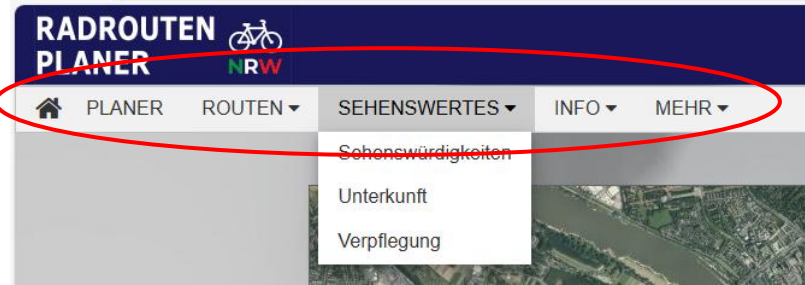 RADROUTEN
PLANER NRW
PLANER ROUTEN SEHENSWERTES INFO MEHR
Sehenswürdigkeiten
Unterkunft
Verpflegung